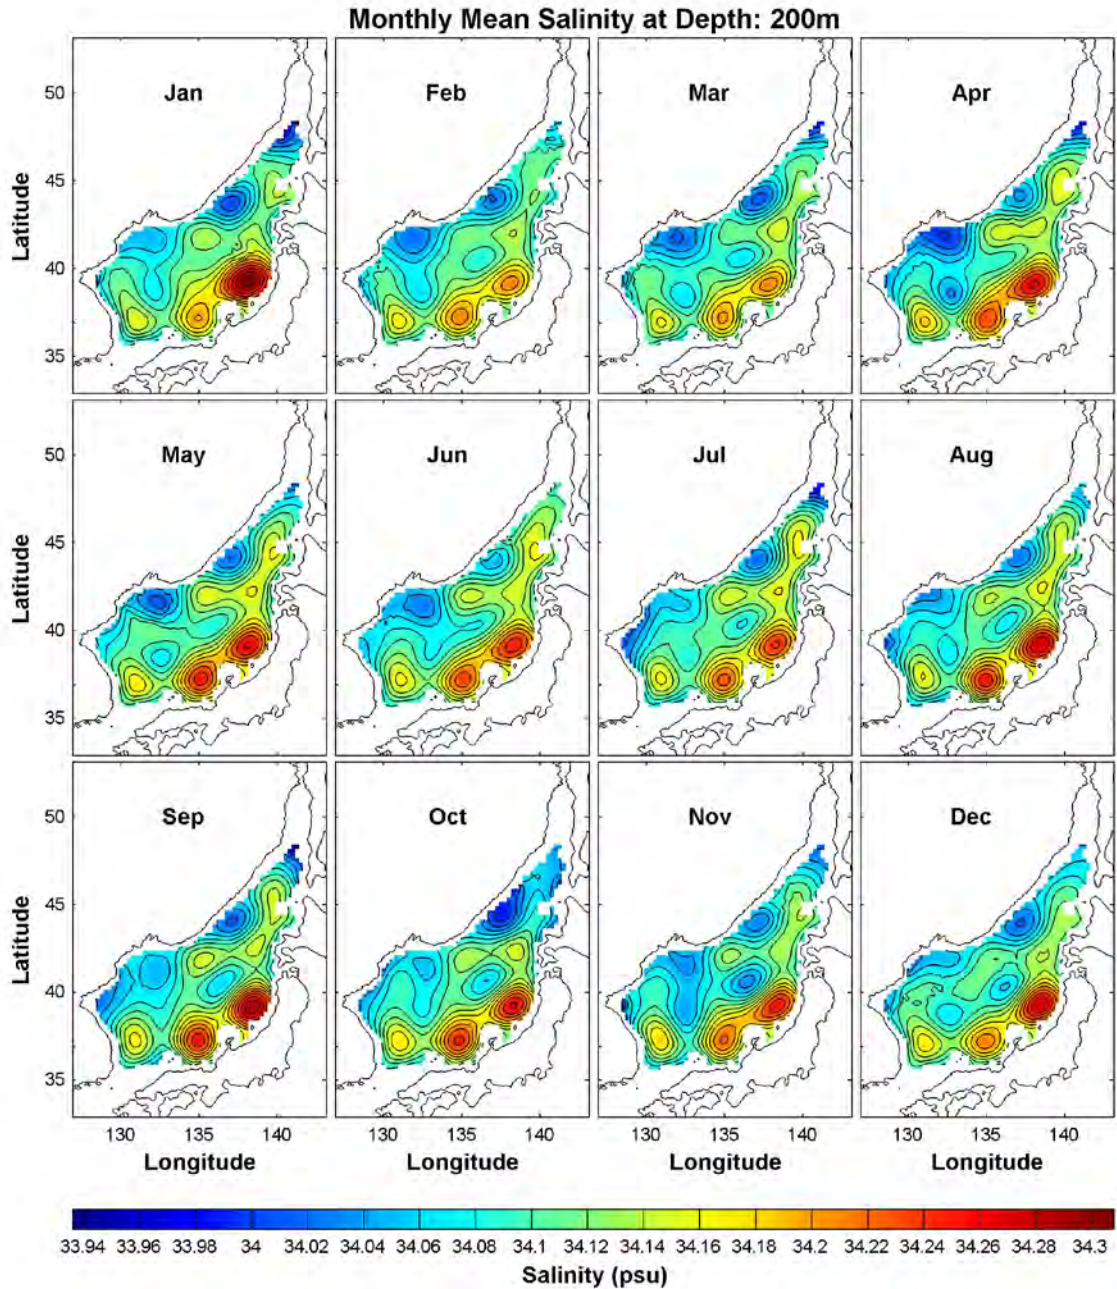 Monthly Mean Salinity at Depth: 200m
Jan Feb Mar Apr
50
45
40
35
Latitude
May Jun Jul Aug
50
45
40
35
Latitude
Sep Oct Nov Dec
50
45
40
35
Latitude
130 135 140 130 135 140 130 135 140 130 135 140
Longitude Longitude Longitude Longitude
33.94 33.96 33.98 34 34.02 34.04 34.06 34.08 34.1 34.12 34.14 34.16 34.18 34.2 34.22 34.24 34.26 34.28 34.3
Salinity (psu)